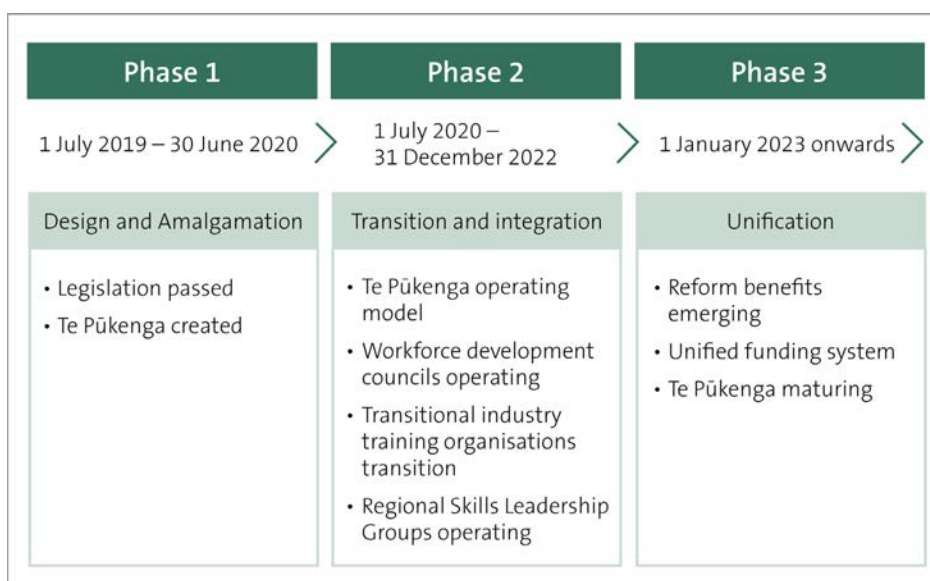 Phase 1
1 July 2019 – 30 June 2020
Design and Amalgamation
• Legislation passed
• Te Pūkenga created
Phase 2
1 July 2020 –
31 December 2022
Transition and integration
• Te Pūkenga operating
model
• Workforce development
councils operating
• Transitional industry
training organisations
transition
• Regional Skills Leadership
Groups operating
Phase 3
1 January 2023 onwards
Unification
• Reform benefits
emerging
• Unified funding system
• Te Pūkenga maturing